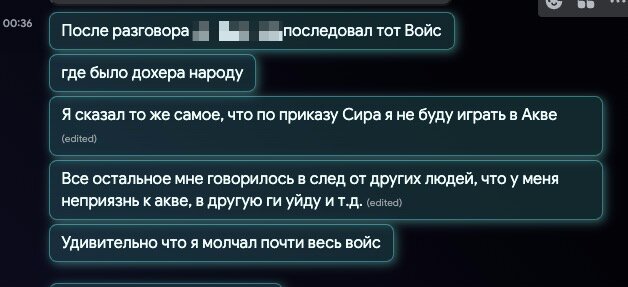 00:36
После разговора последовал тот Войс
где было дохера народу
Я сказал то же самое, что по приказу Сира я не буду играть в Акве
(edited)
Все остальное мне говорилось в след от других людей, что у меня
неприязнь к акве, в другую ги уйду и т.д. (edited)
Удивительно что я молчал почти весь войс